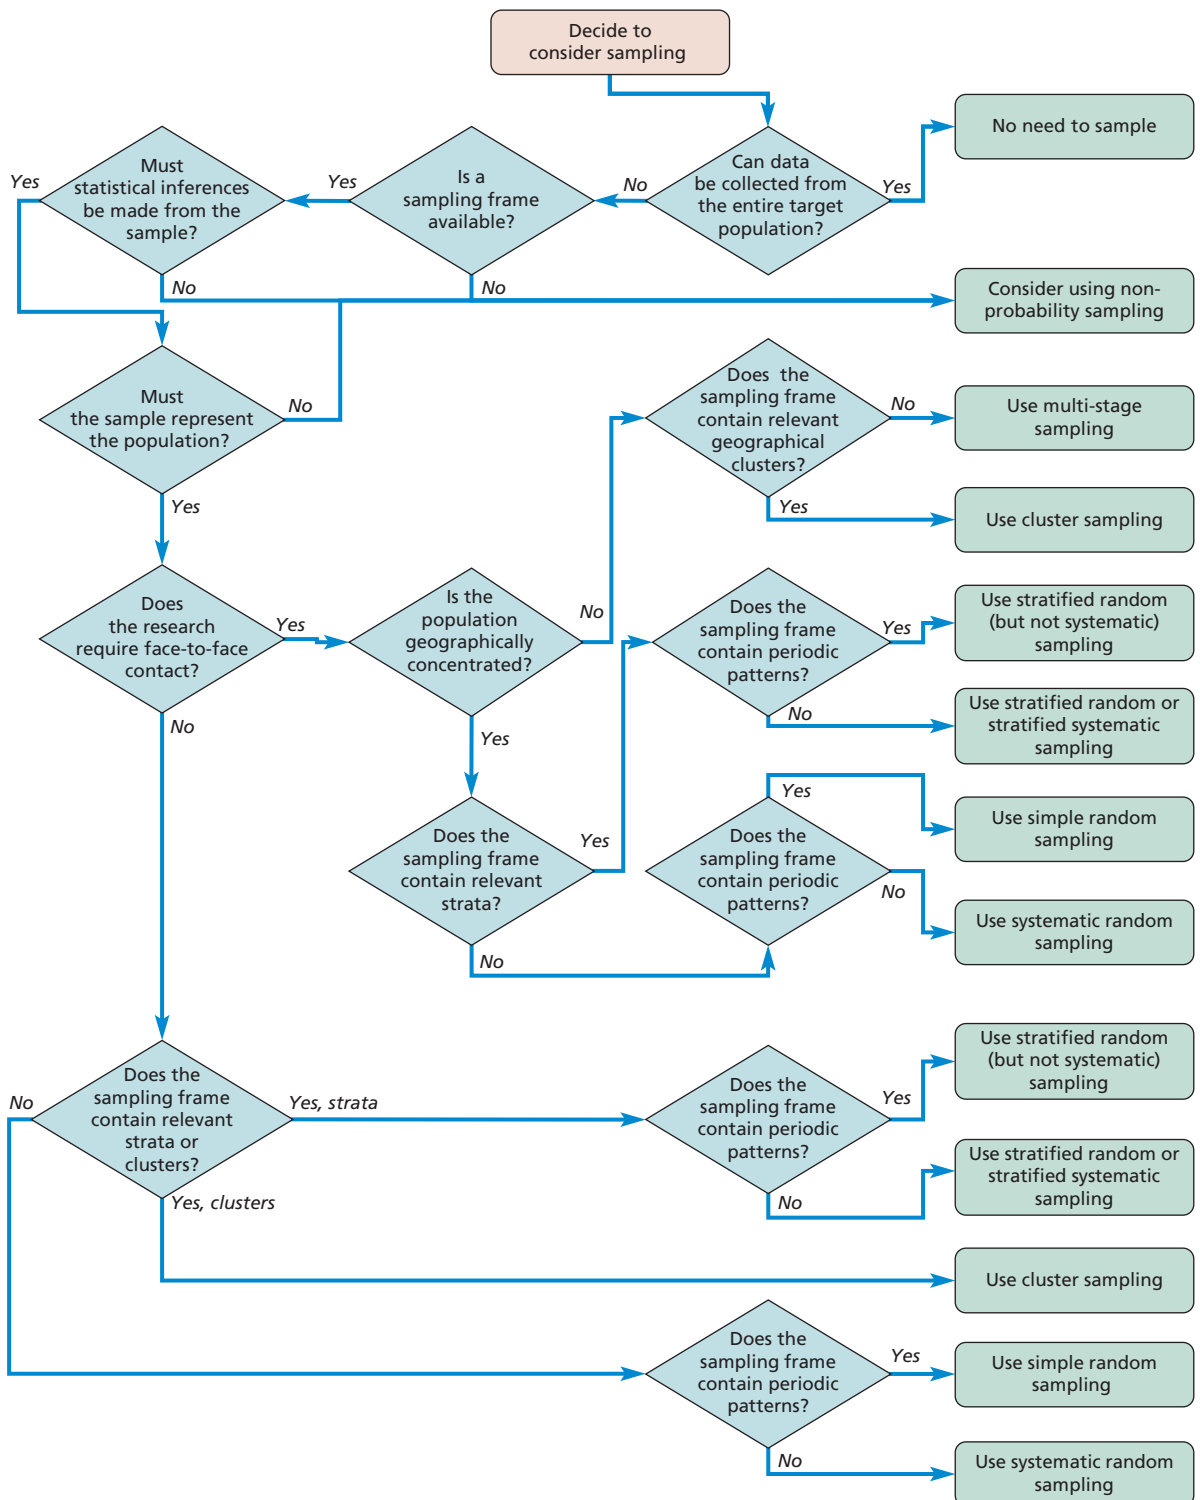 Decide to
consider sampling
No need to sample
Can data
be collected from
the entire target
population?
Yes
No
Is a
sampling frame
available?
Yes
No
Must
statistical inferences
be made from the
sample?
Yes
No
Consider using non-
probability sampling
Must
the sample represent
the population?
No
Yes
Does the
sampling frame
contain relevant
geographical
clusters?
No
Use multi-stage
sampling
Yes
Use cluster sampling
Does
the research
require face-to-face
contact?
Yes
No
Is the
population
geographically
concentrated?
No
Yes
Does the
sampling frame
contain periodic
patterns?
Yes
Use stratified random
(but not systematic)
sampling
No
Use stratified random or
stratified systematic
sampling
Does the
sampling frame
contain relevant
strata?
Yes
No
Does the
sampling frame
contain periodic
patterns?
Yes
Use simple random
sampling
No
Use systematic random
sampling
Does the
sampling frame
contain relevant
strata or
clusters?
No
Yes, strata
Yes, clusters
Does the
sampling frame
contain periodic
patterns?
Yes
Use stratified random
(but not systematic)
sampling
No
Use stratified random or
stratified systematic
sampling
Use cluster sampling
Does the
sampling frame
contain periodic
patterns?
Yes
Use simple random
sampling
No
Use systematic random
sampling